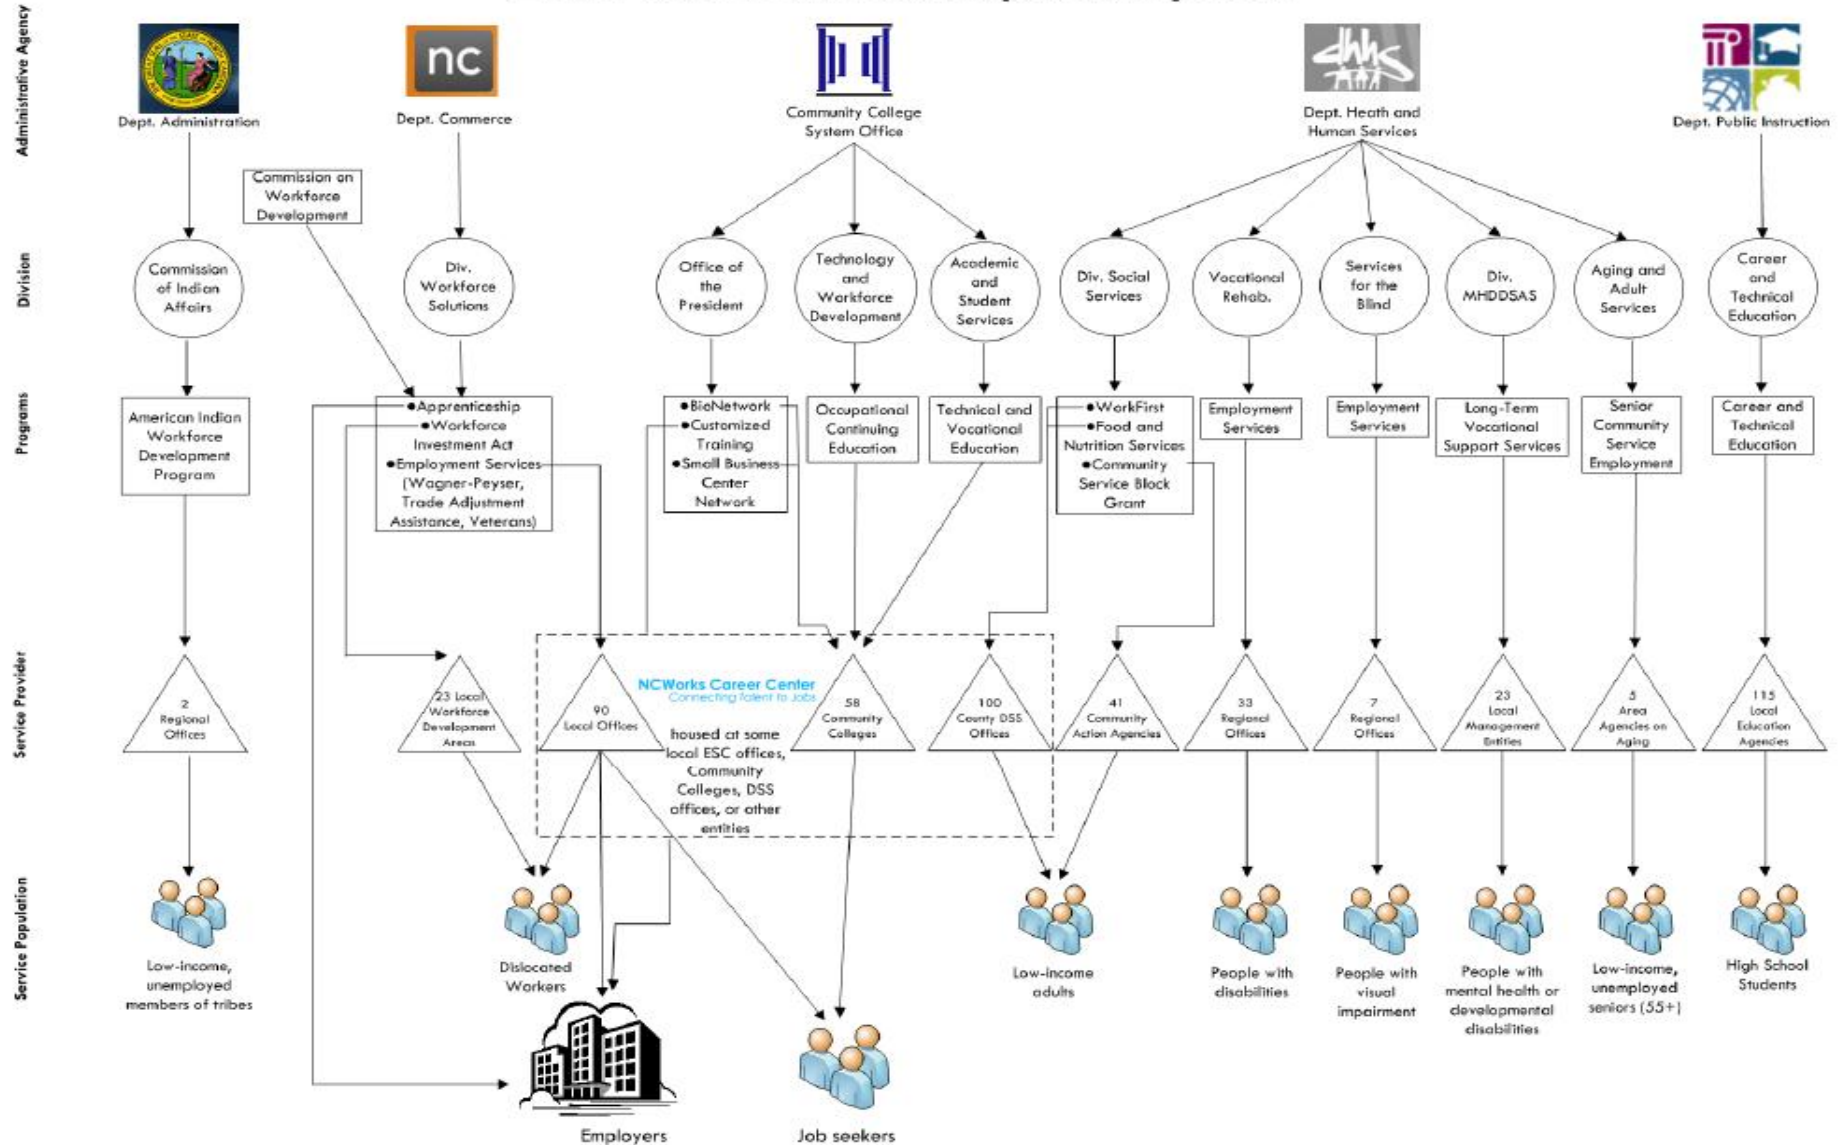 Administrative Agency
nc
dhhs
Dept. Administration
Dept. Commerce
Community College
System Office
Dept. Heath and
Human Services
Dept. Public Instruction
Commission on
Workforce
Development
Division
Commission
of Indian
Affairs
Div.
Workforce
Solutions
Office of
the
President
Technology
and
Workforce
Development
Academic
and
Student
Services
Div. Social
Services
Vocational
Rehab.
Services
for the
Blind
Div.
MHDDSAS
Aging and
Adult
Services
Career
and
Technical
Education
Programs
American Indian
Workforce
Development
Program
●Apprenticeship
●Workforce
Investment Act
●Employment Services
(Wagner-Peyser,
Trade Adjustment
Assistance, Veterans)
●BioNetwork
●Customized
Training
●Small Business
Center
Network
Occupational
Continuing
Education
Technical and
Vocational
Education
●WorkFirst
●Food and
Nutrition Services
●Community
Service Block
Grant
Employment
Services
Employment
Services
Long-Term
Vocational
Support Services
Senior
Community
Service
Employment
Career and
Technical
Education
Service Provider
2
Regional
Offices
23 Local
Workforce
Development
Areas
90
Local Offices
NCWorks Career Center
Connecting Talent to Jobs
housed at some
local ESC offices,
Community
Colleges, DSS
offices, or other
entities
58
Community
Colleges
100
County DSS
Offices
41
Community
Action Agencies
33
Regional
Offices
7
Regional
Offices
23
Local
Management
Entities
5
Area
Agencies on
Aging
115
Local
Education
Agencies
Service Population
Low-income,
unemployed
members of tribes
Dislocated
Workers
Low-income
adults
People with
disabilities
People with
visual
impairment
People with
mental health or
developmental
disabilities
Low-income,
unemployed
seniors (55+)
High School
Students
Employers
Job seekers